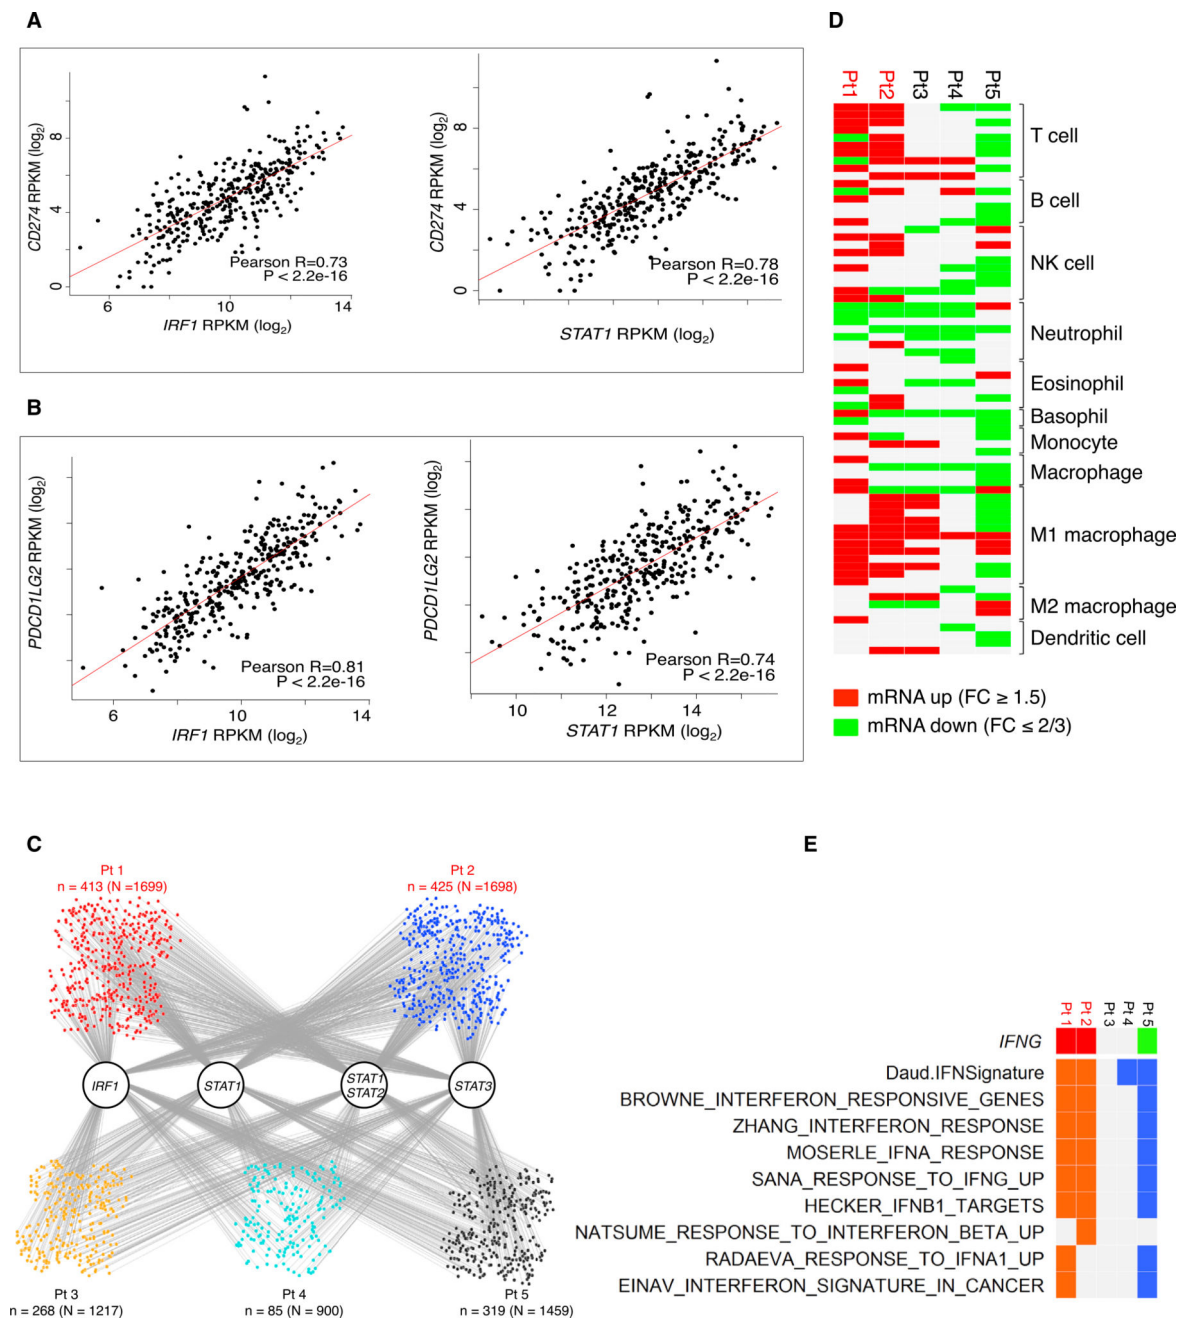 A
CD274 RPKM (log2)
8
4
0
6
10
14
IRF1 RPKM (log2)
Pearson R=0.73
P < 2.2e-16
CD274 RPKM (log2)
8
4
0
STAT1 RPKM (log2)
Pearson R=0.78
P < 2.2e-16
B
PDCD1LG2 RPKM (log2)
6
10
14
IRF1 RPKM (log2)
Pearson R=0.81
P < 2.2e-16
PDCD1LG2 RPKM (log2)
10
12
14
STAT1 RPKM (log2)
Pearson R=0.74
P < 2.2e-16
D
Pt1
Pt2
Pt3
Pt4
Pt5
T cell
B cell
NK cell
Neutrophil
Eosinophil
Basophil
Monocyte
Macrophage
M1 macrophage
M2 macrophage
Dendritic cell
mRNA up (FC ≥ 1.5)
mRNA down (FC ≤ 2/3)
C
Pt 1
n = 413 (N =1699)
Pt 2
n = 425 (N =1698)
IRF1
STAT1
STAT1
STAT2
STAT3
Pt 3
n = 268 (N = 1217)
Pt 4
n = 85 (N = 900)
Pt 5
n = 319 (N = 1459)
E
Pt 1
Pt 2
Pt 3
Pt 4
Pt 5
IFNG
Daud.IFNSignature
BROWNE_INTERFERON_RESPONSIVE_GENES
ZHANG_INTERFERON_RESPONSE
MOSERLE_IFNA_RESPONSE
SANA_RESPONSE_TO_IFNG_UP
HECKER_IFNB1_TARGETS
NATSUME_RESPONSE_TO_INTERFERON_BETA_UP
RADAEVA_RESPONSE_TO_IFNA1_UP
EINAV_INTERFERON_SIGNATURE_IN_CANCER